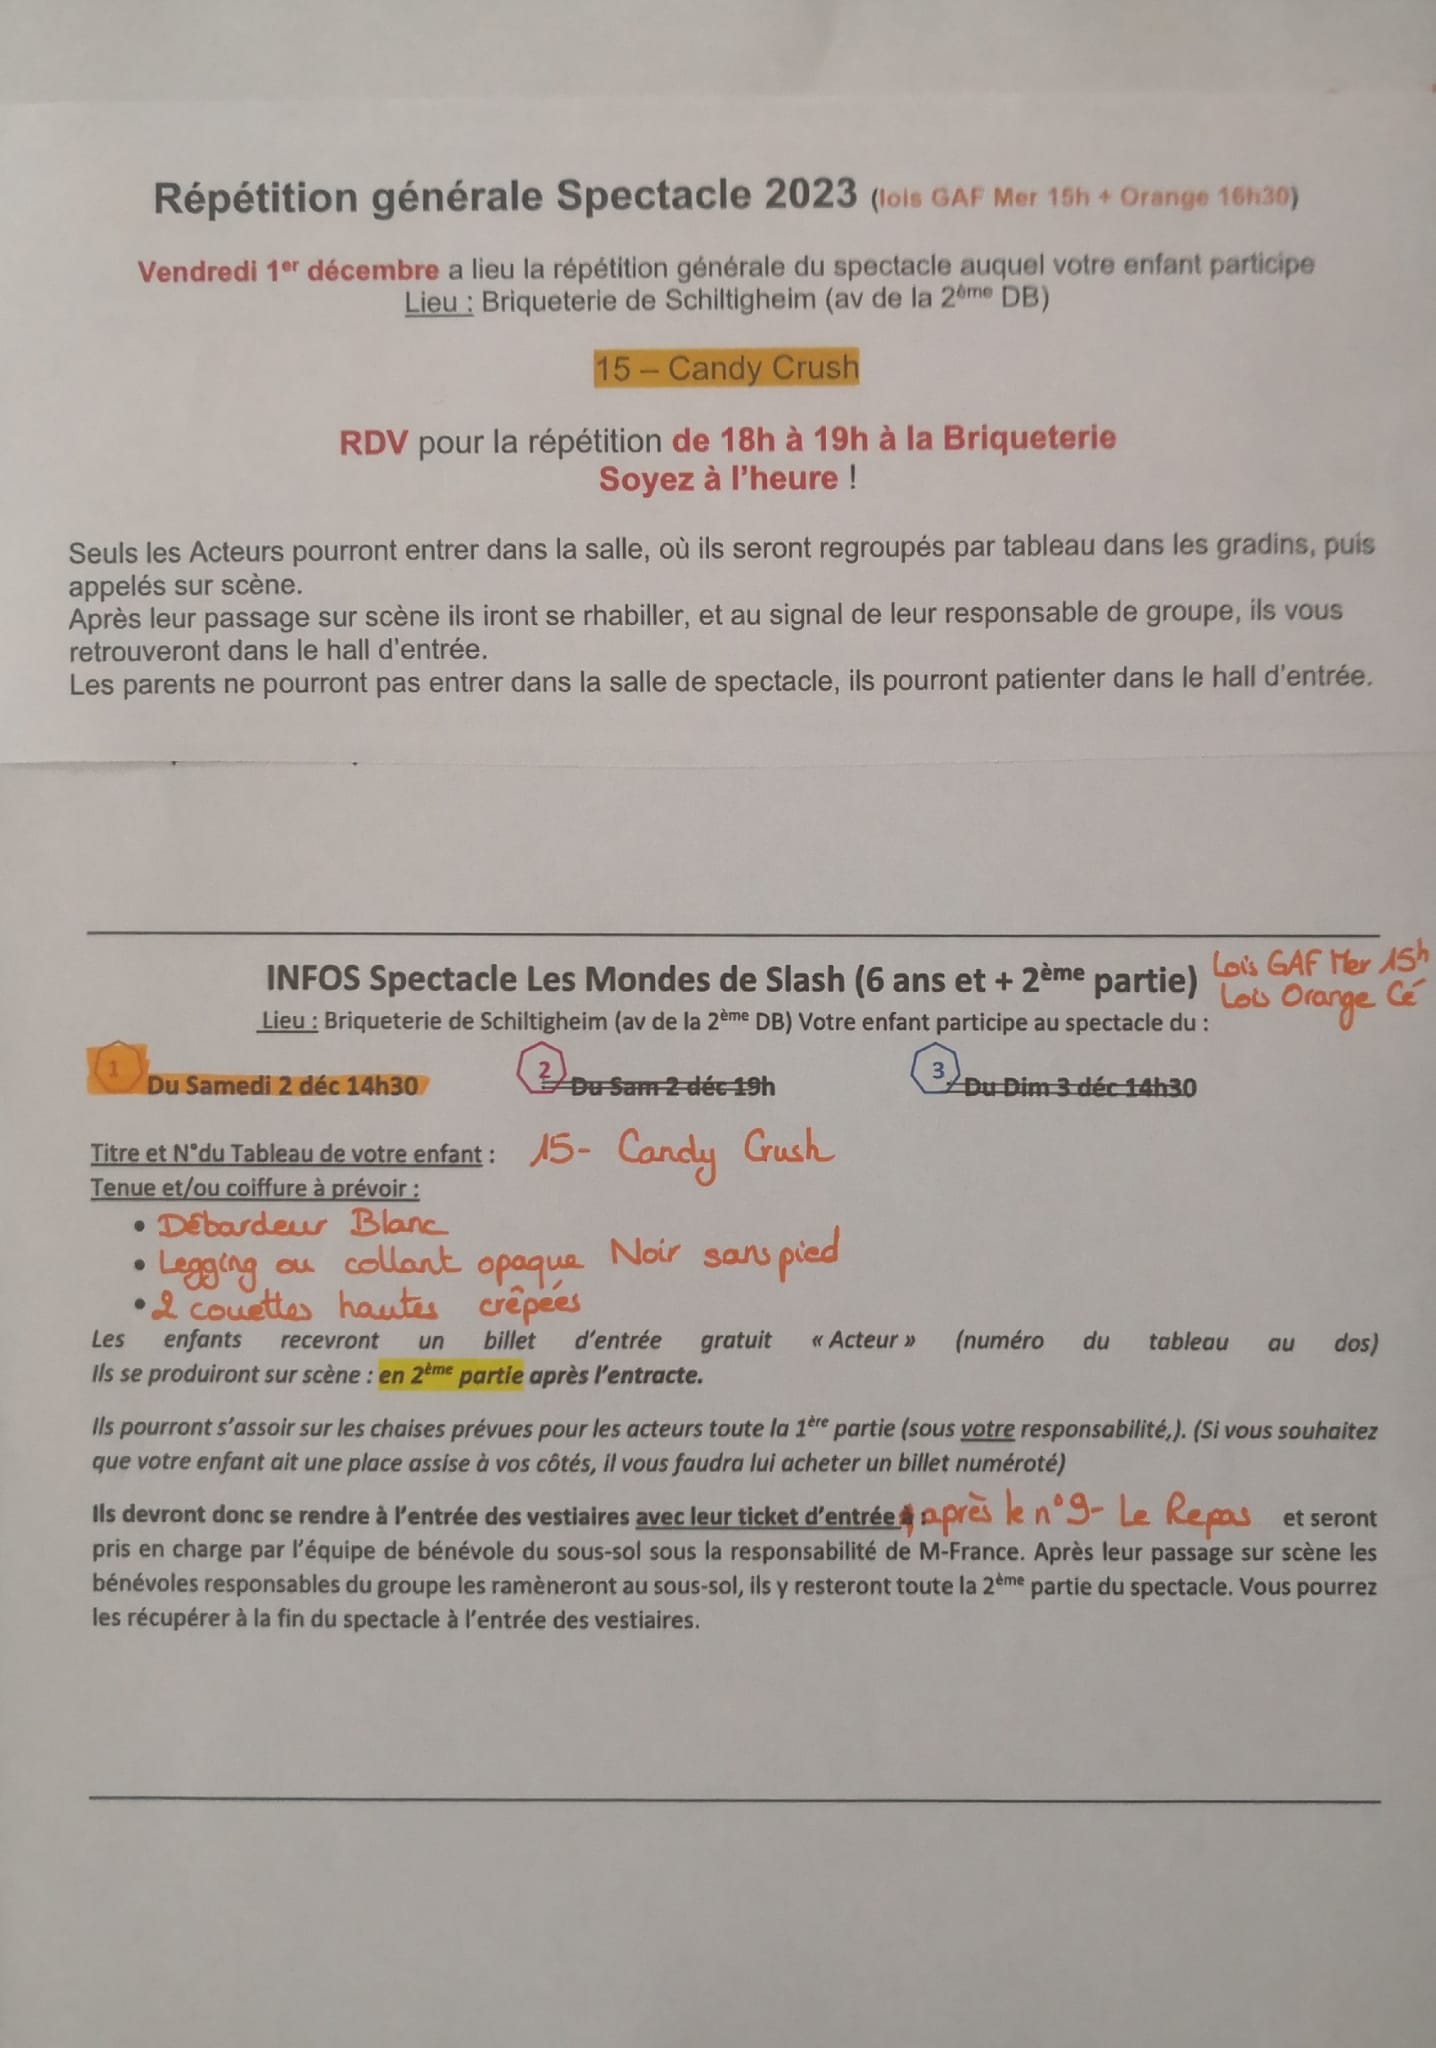 Répétition générale Spectacle 2023 (loïs GAF Mer 15h + Orange 16h30)
Vendredi 1er décembre a lieu la répétition générale du spectacle auquel votre enfant participe
Lieu : Briqueterie de Schiltigheim (av de la 2ème DB)
15 – Candy Crush
RDV pour la répétition de 18h à 19h à la Briqueterie
Soyez à l'heure !
Seuls les Acteurs pourront entrer dans la salle, où ils seront regroupés par tableau dans les gradins, puis
appelés sur scène.
Après leur passage sur scène ils iront se rhabiller, et au signal de leur responsable de groupe, ils vous
retrouveront dans le hall d'entrée.
Les parents ne pourront pas entrer dans la salle de spectacle, ils pourront patienter dans le hall d'entrée.
INFOS Spectacle Les Mondes de Slash (6 ans et + 2ème partie) Loïs GAF Mer 15h
Loïs Orange Cé
Lieu : Briqueterie de Schiltigheim (av de la 2ème DB) Votre enfant participe au spectacle du :
1 Du Samedi 2 déc 14h30 2 Du Sam 2 déc 19h 3 Du Dim 3 déc 14h30
Titre et N°du Tableau de votre enfant : 15- Candy Crush
Tenue et/ou coiffure à prévoir :
• Débardeur Blanc
• Legging ou collant opaque Noir sans pied
• 2 couettes hautes crêpées
Les enfants recevront un billet d'entrée gratuit « Acteur » (numéro du tableau au dos)
Ils se produiront sur scène : en 2ème partie après l'entracte.
Ils pourront s'assoir sur les chaises prévues pour les acteurs toute la 1ère partie (sous votre responsabilité,). (Si vous souhaitez
que votre enfant ait une place assise à vos côtés, il vous faudra lui acheter un billet numéroté)
Ils devront donc se rendre à l'entrée des vestiaires avec leur ticket d'entrée après le n°9- Le Repas et seront
pris en charge par l'équipe de bénévole du sous-sol sous la responsabilité de M-France. Après leur passage sur scène les
bénévoles responsables du groupe les ramèneront au sous-sol, ils y resteront toute la 2ème partie du spectacle. Vous pourrez
les récupérer à la fin du spectacle à l'entrée des vestiaires.